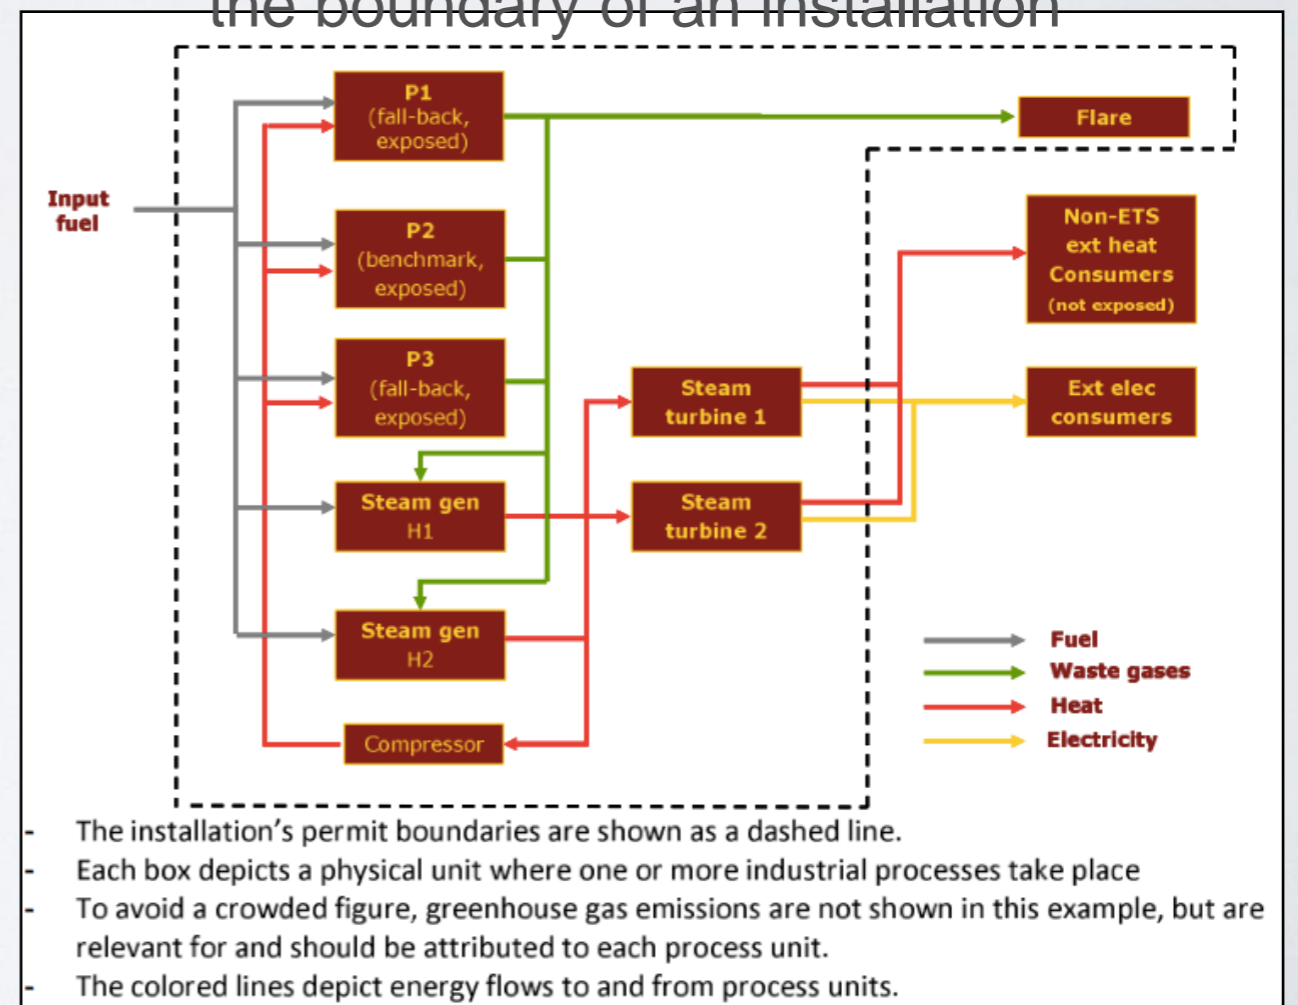 the boundary of an installation
P1
(fall-back,
exposed)
Flare
Input
fuel
P2
(benchmark,
exposed)
Non-ETS
ext heat
Consumers
(not exposed)
P3
(fall-back,
exposed)
Steam
turbine 1
Ext elec
consumers
Steam gen
H1
Steam
turbine 2
Steam gen
H2
Compressor
Fuel
Waste gases
Heat
Electricity
- The installation's permit boundaries are shown as a dashed line.
- Each box depicts a physical unit where one or more industrial processes take place
- To avoid a crowded figure, greenhouse gas emissions are not shown in this example, but are
relevant for and should be attributed to each process unit.
- The colored lines depict energy flows to and from process units.